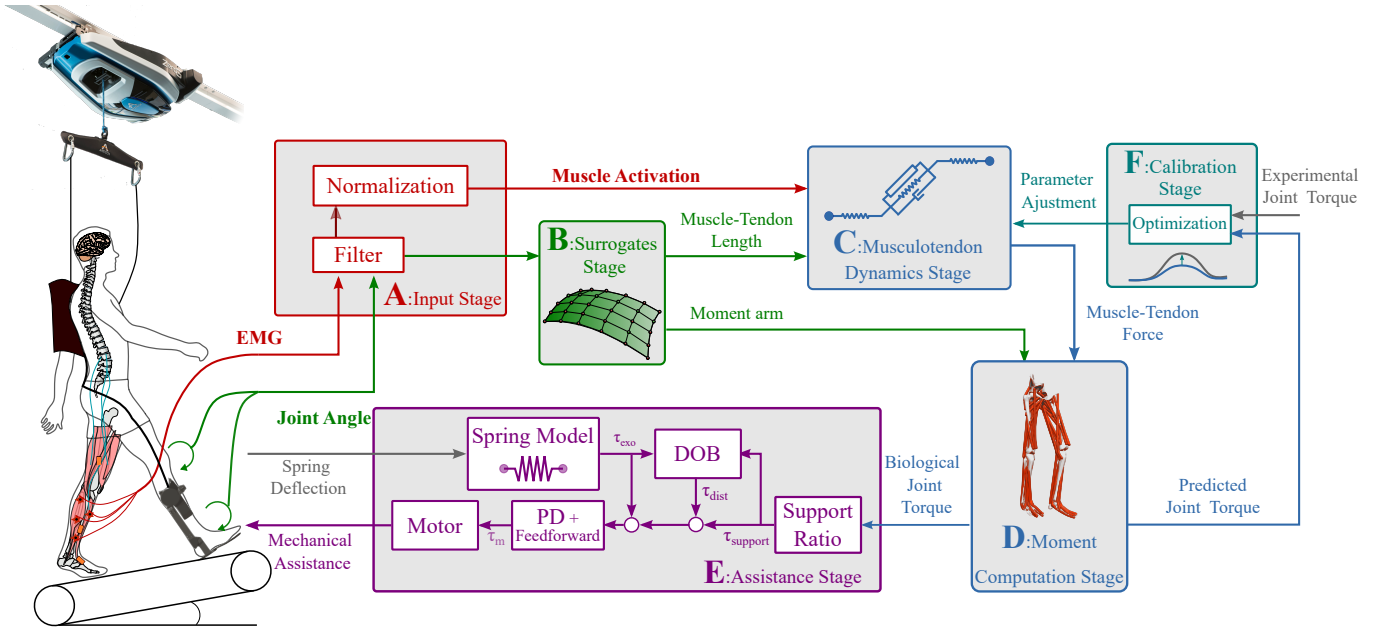 Normalization
Filter
A:Input Stage
EMG
Joint Angle
Muscle Activation
B:Surrogates
Stage
Muscle-Tendon
Length
Moment arm
C:Musculotendon
Dynamics Stage
Parameter
Ajustment
F:Calibration
Stage
Optimization
Experimental
Joint Torque
Muscle-Tendon
Force
D:Moment
Computation Stage
Predicted
Joint Torque
Biological
Joint
Torque
Spring
Deflection
Spring Model
τexo
DOB
τdist
Support
Ratio
τsupport
PD +
Feedforward
τm
Motor
E:Assistance Stage
Mechanical
Assistance